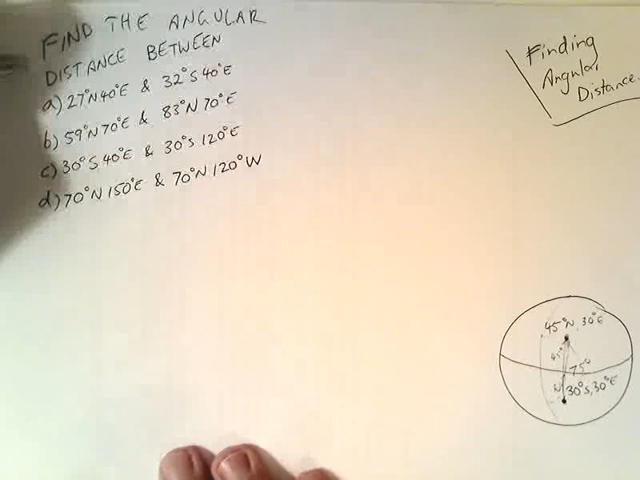 FIND THE ANGULAR
DISTANCE BETWEEN
a) 27°N 40°E & 32°S 40°E
b) 59°N 70°E & 83°N 70°E
c) 30°S 40°E & 30°S 120°E
d) 70°N 150°E & 70°N 120°W
Finding
Angular
Distance.
45°N, 30°E
75°
30°S, 30°E